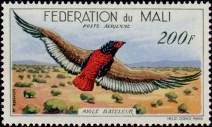 FEDERATION DU MALI
POSTE AERIENNE
200F
AIGLE BATELEUR